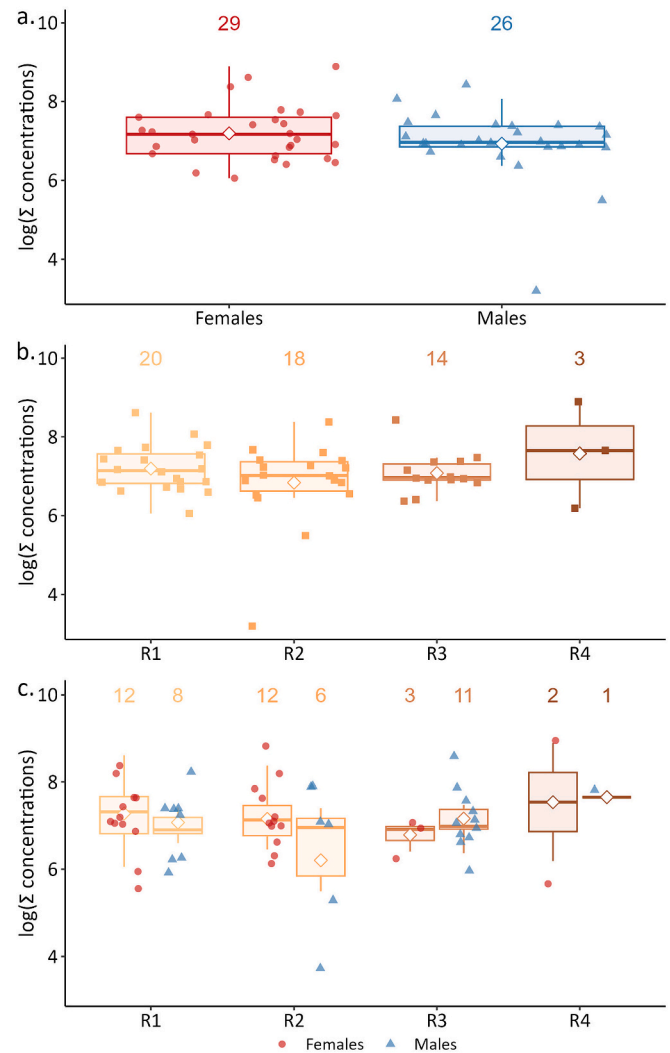 a.
10
29
26
8
6
4
log(Σ concentrations)
Females
Males
b.
10
20
18
14
3
8
6
4
log(Σ concentrations)
R1
R2
R3
R4
c.
10
12
8
12
6
3
11
2
1
8
6
4
log(Σ concentrations)
R1
R2
R3
R4
Females
Males